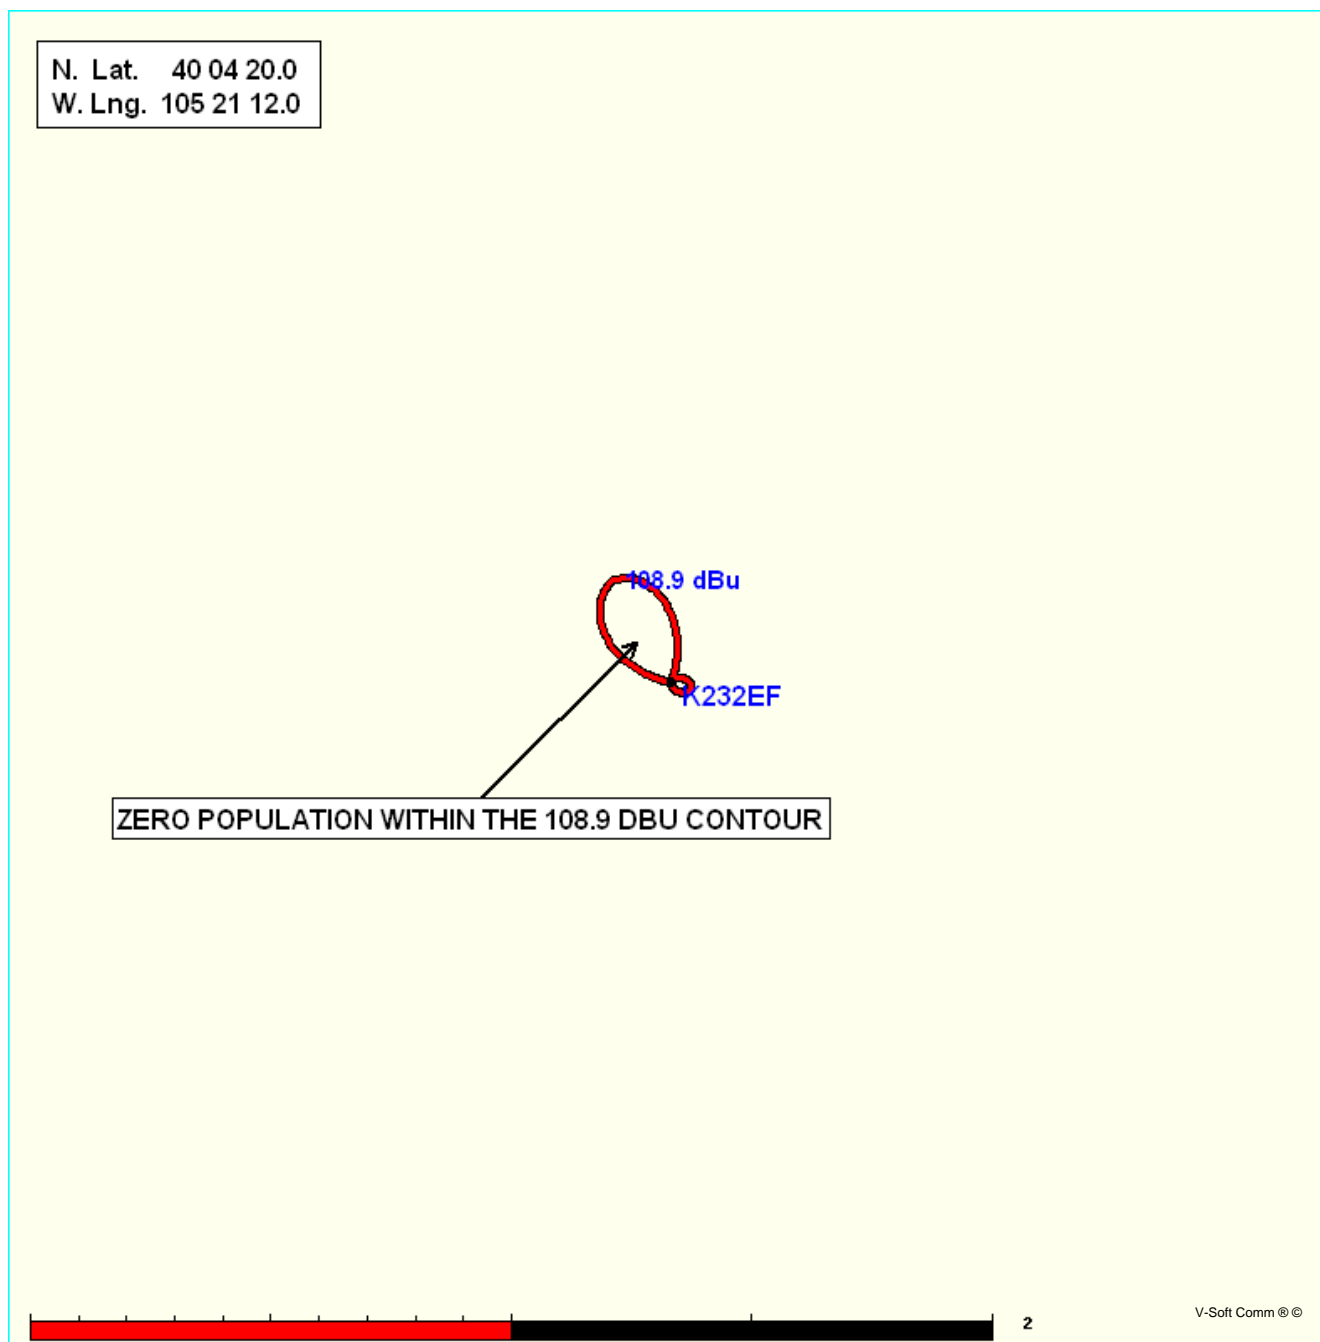 N. Lat. 40 04 20.0
W. Lng. 105 21 12.0
108.9 dBu
K232EF
ZERO POPULATION WITHIN THE 108.9 DBU CONTOUR
2
V-Soft Comm ® ©